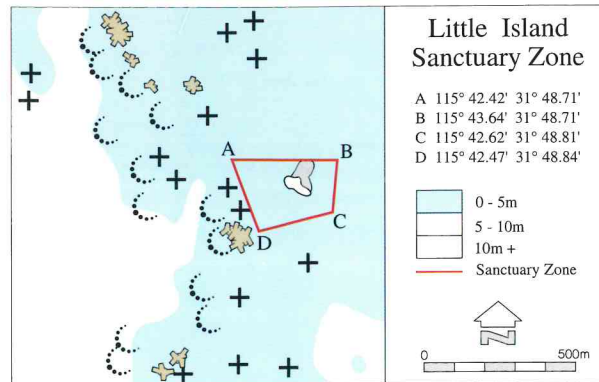 Little Island
Sanctuary Zone
A 115° 42.42' 31° 48.71'
B 115° 43.64' 31° 48.71'
C 115° 42.62' 31° 48.81'
D 115° 42.47' 31° 48.84'
A
B
C
D
0 - 5m
5 - 10m
10m +
Sanctuary Zone
N
0 500m